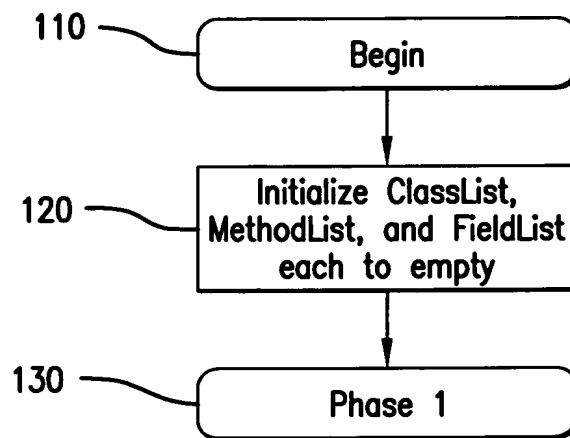 110
Begin
120
Initialize ClassList,
MethodList, and FieldList
each to empty
130
Phase 1